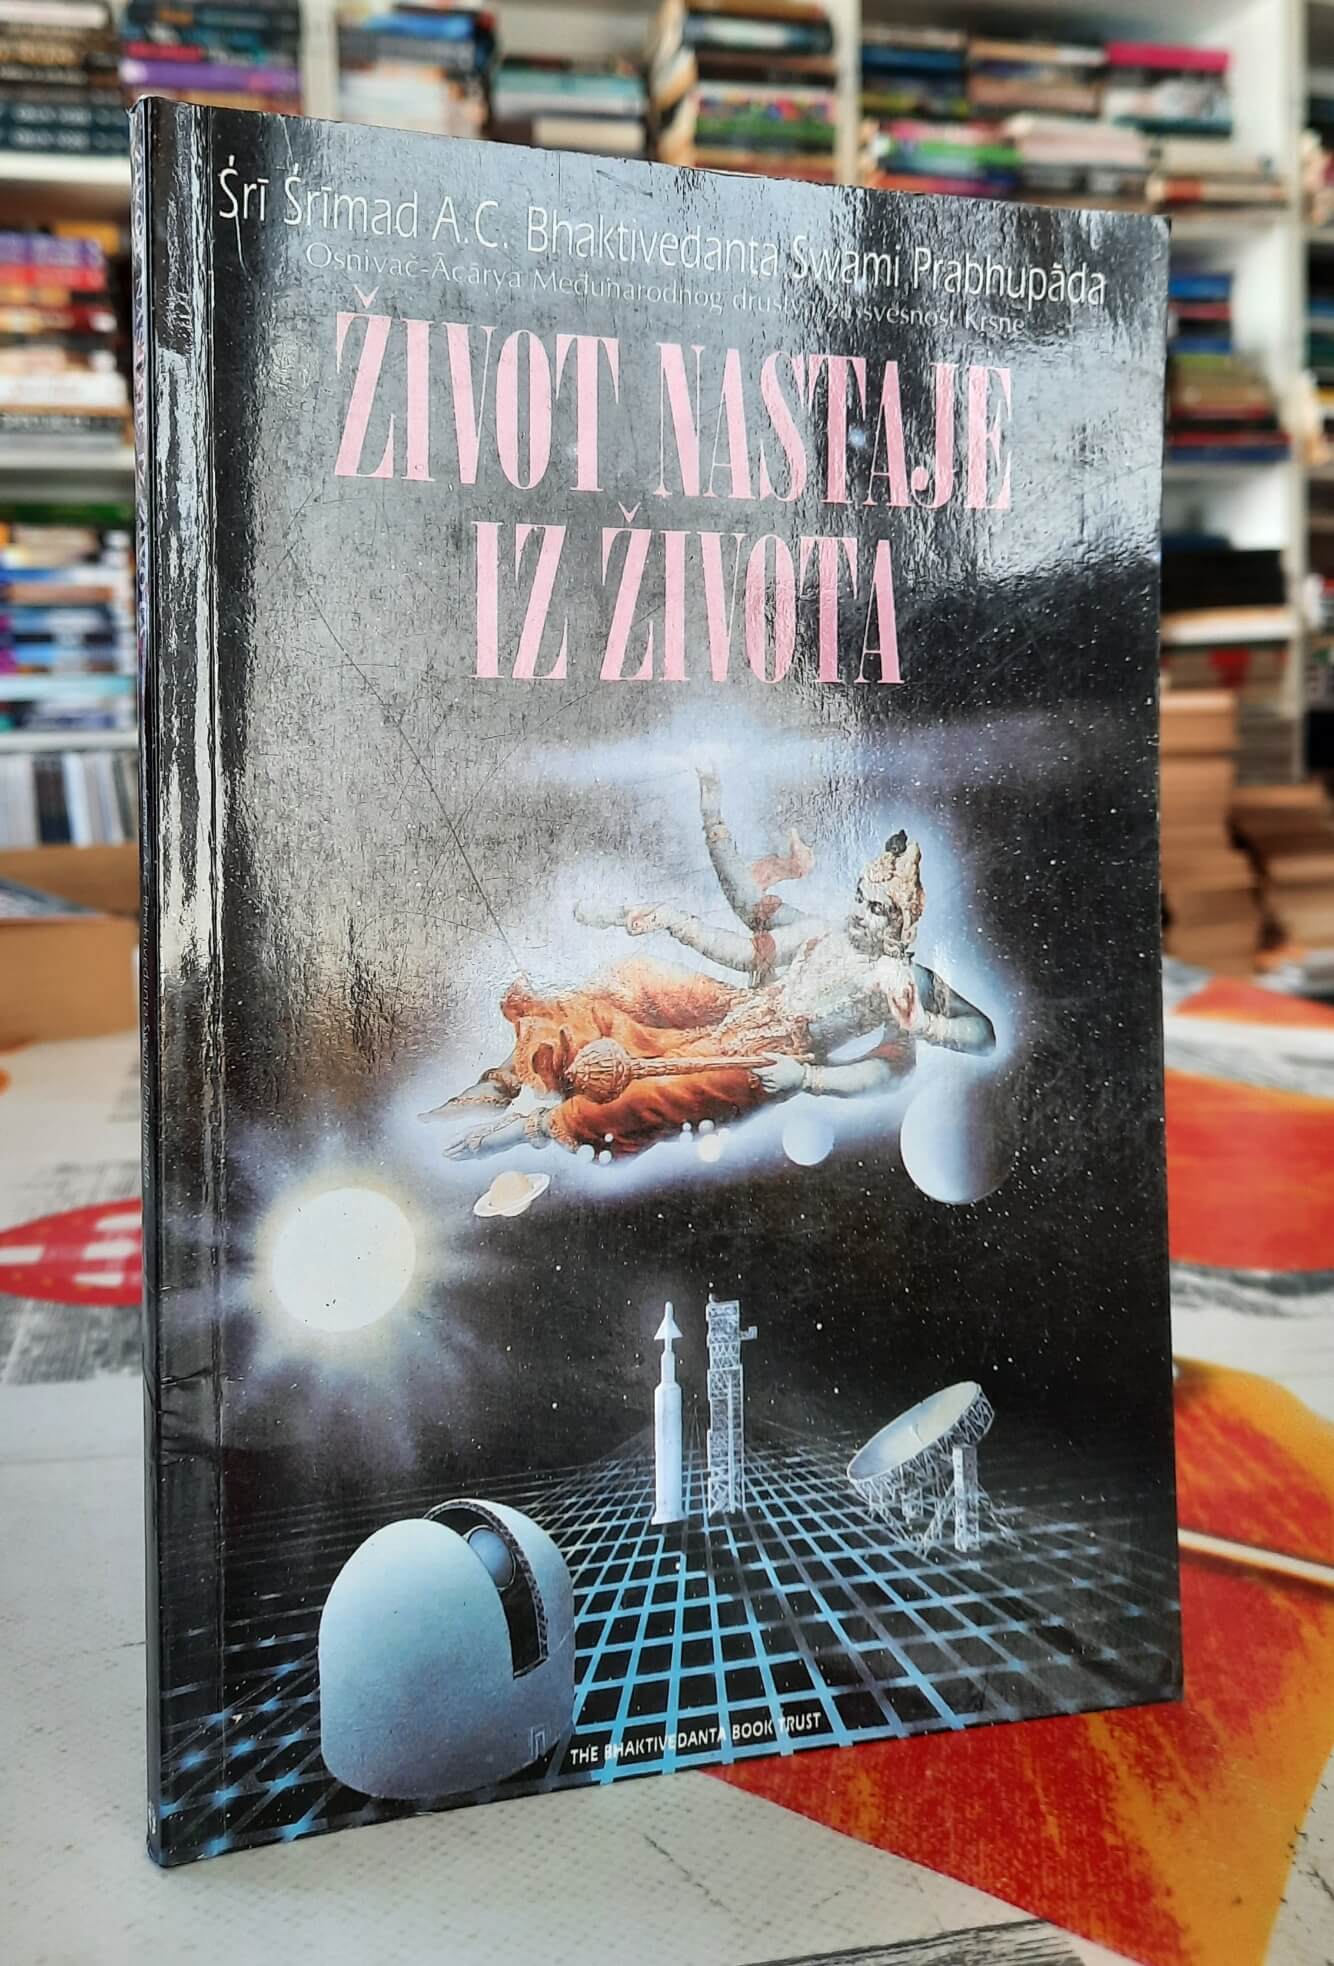 Śrī Śrīmad A.C. Bhaktivedanta Swami Prabhupāda
Osnivač-Ācārya Međunarodnog društva za svesnost Kṛṣṇe
ŽIVOT NASTAJE
IZ ŽIVOTA
THE BHAKTIVEDANTA BOOK TRUST